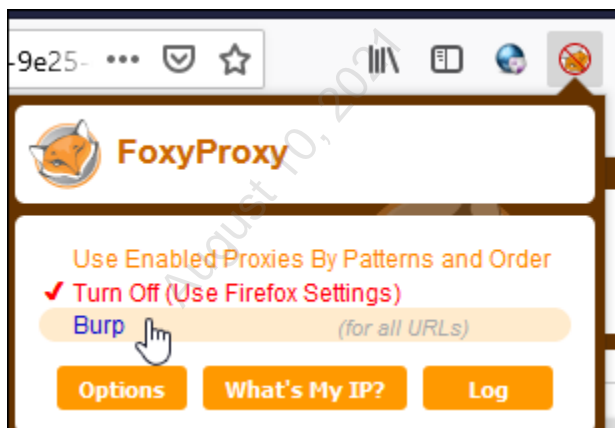 -9e25-
FoxyProxy
Use Enabled Proxies By Patterns and Order
✔ Turn Off (Use Firefox Settings)
Burp (for all URLs)
Options What's My IP? Log
August 10, 2021